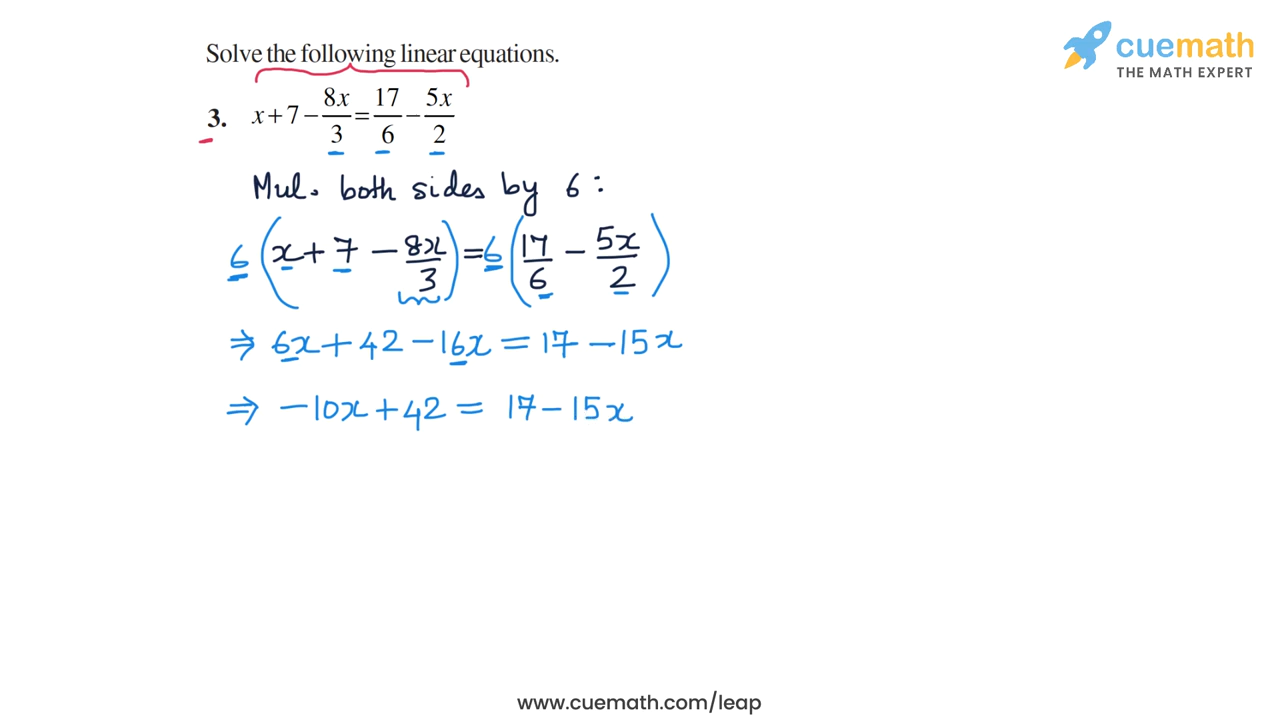 cuemath
THE MATH EXPERT
Solve the following linear equations.
3. x+7−8x/3=17/6−5x/2
Mul. both sides by 6:
6(x+7−8x/3)=6(17/6−5x/2)
⇒ 6x+42−16x=17−15x
⇒ −10x+42=17−15x
www.cuemath.com/leap